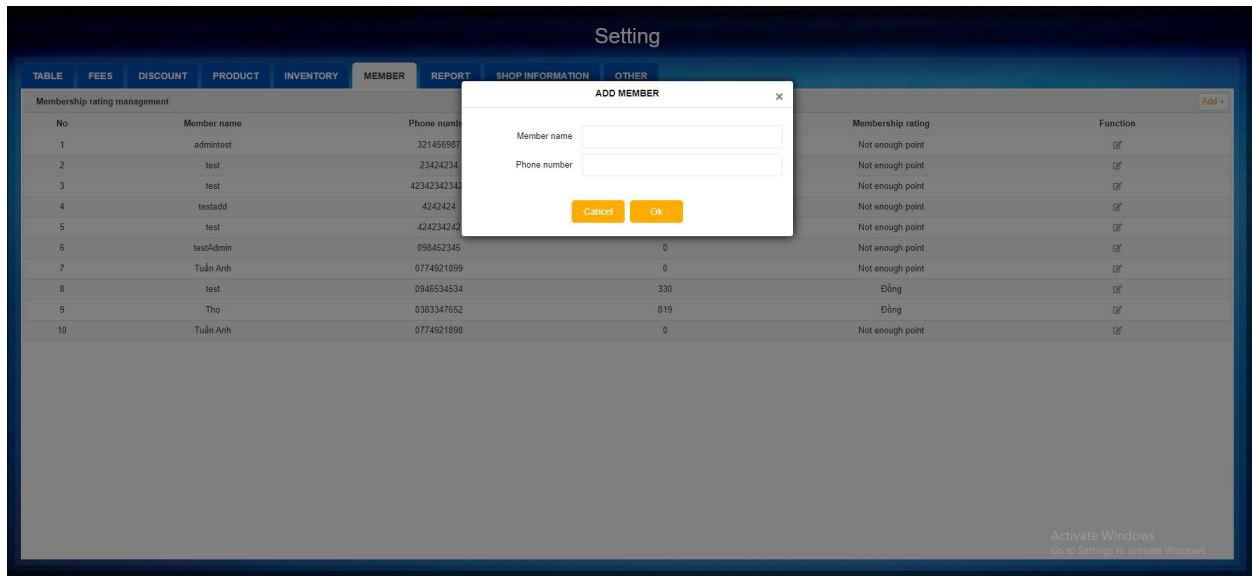 Setting
TABLE FEES DISCOUNT PRODUCT INVENTORY MEMBER REPORT SHOP INFORMATION OTHER
Membership rating management Add +
ADD MEMBER ×
Member name
Phone number
Cancel Ok
No Member name Phone numb Membership rating Function
1 admintest 321456987 Not enough point
2 test 23424234 Not enough point
3 test 42342342342 Not enough point
4 testadd 4242424 Not enough point
5 test 424234242 Not enough point
6 testAdmin 098452345 0 Not enough point
7 Tuấn Anh 0774921899 0 Not enough point
8 test 0946534534 330 Đồng
9 Thọ 0383347652 819 Đồng
10 Tuấn Anh 0774921898 0 Not enough point
Activate Windows
Go to Settings to activate Windows.